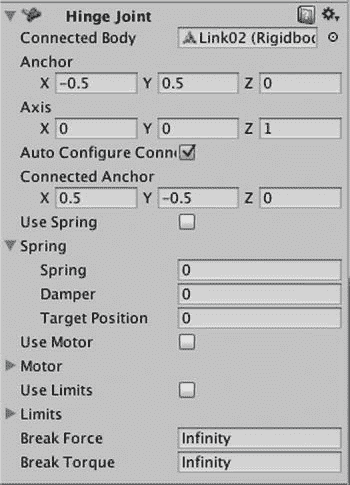 Hinge Joint
Connected Body Link02 (Rigidboc
Anchor
X -0.5 Y 0.5 Z 0
Axis
X 0 Y 0 Z 1
Auto Configure Conn
Connected Anchor
X 0.5 Y -0.5 Z 0
Use Spring
Spring
Spring 0
Damper 0
Target Position 0
Use Motor
Motor
Use Limits
Limits
Break Force Infinity
Break Torque Infinity